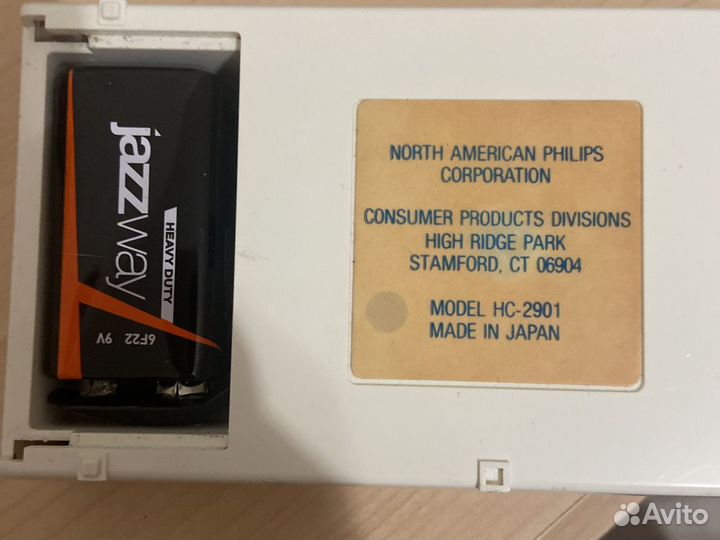 jazzway
HEAVY DUTY
6F22 9V
NORTH AMERICAN PHILIPS
CORPORATION
CONSUMER PRODUCTS DIVISIONS
HIGH RIDGE PARK
STAMFORD, CT 06904
MODEL HC-2901
MADE IN JAPAN
Avito